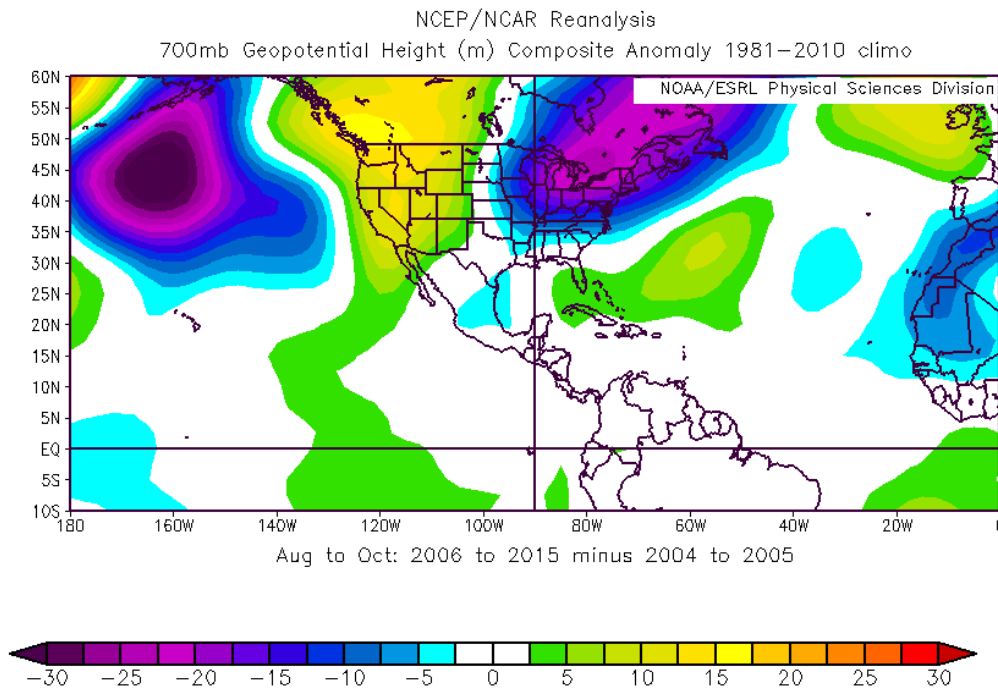 NCEP/NCAR Reanalysis
700mb Geopotential Height (m) Composite Anomaly 1981-2010 climo
NOAA/ESRL Physical Sciences Division
60N
55N
50N
45N
40N
35N
30N
25N
20N
15N
10N
5N
EQ
5S
10S
180 160W 140W 120W 100W 80W 60W 40W 20W 0
Aug to Oct: 2006 to 2015 minus 2004 to 2005
-30 -25 -20 -15 -10 -5 0 5 10 15 20 25 30